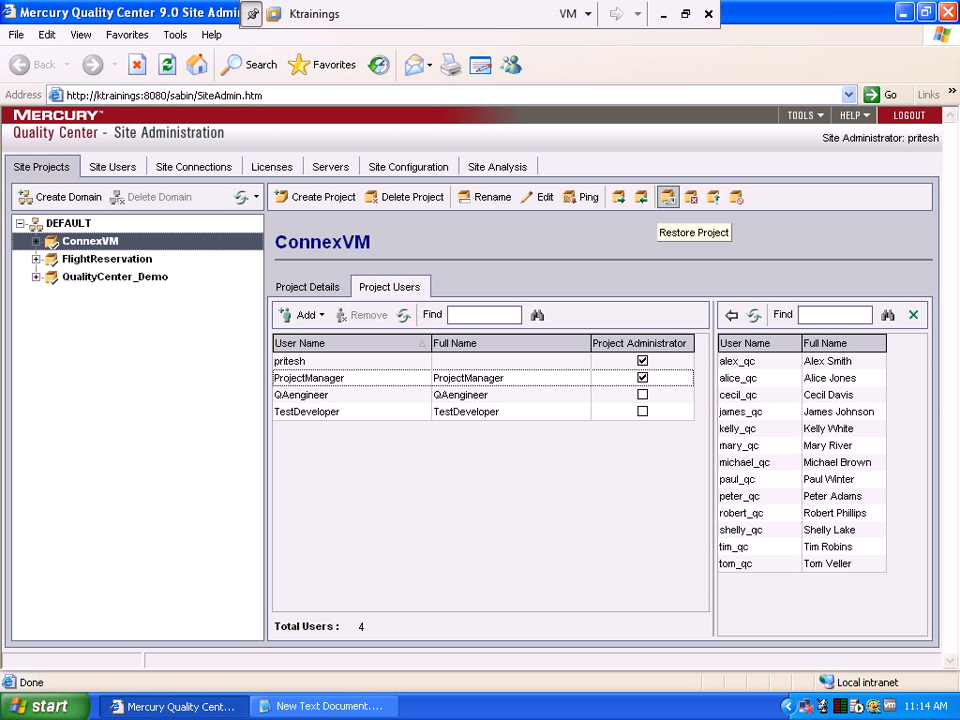 Mercury Quality Center 9.0 Site Admi
Ktrainings
VM
File Edit View Favorites Tools Help
Back Search Favorites
Address http://ktrainings:8080/sabin/SiteAdmin.htm Go Links
MERCURY™ TOOLS HELP LOGOUT
Quality Center - Site Administration
Site Administrator: pritesh
Site Projects Site Users Site Connections Licenses Servers Site Configuration Site Analysis
Create Domain Delete Domain Create Project Delete Project Rename Edit Ping
DEFAULT
Restore Project
ConnexVM
ConnexVM
FlightReservation
QualityCenter_Demo
Project Details Project Users
Add Remove Find Find
User Name Full Name Project Administrator User Name Full Name
pritesh alex_qc Alex Smith
ProjectManager ProjectManager alice_qc Alice Jones
QAengineer QAengineer cecil_qc Cecil Davis
TestDeveloper TestDeveloper james_qc James Johnson
kelly_qc Kelly White
mary_qc Mary River
michael_qc Michael Brown
paul_qc Paul Winter
peter_qc Peter Adams
robert_qc Robert Phillips
shelly_qc Shelly Lake
tim_qc Tim Robins
tom_qc Tom Veller
Total Users : 4
Done Local intranet
start Mercury Quality Cent... New Text Document.... 11:14 AM